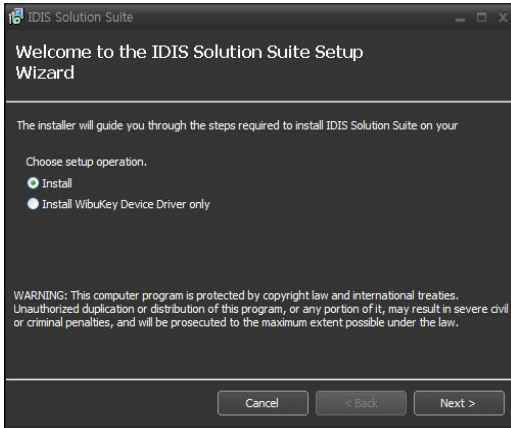 IDIS Solution Suite
Welcome to the IDIS Solution Suite Setup
Wizard
The installer will guide you through the steps required to install IDIS Solution Suite on your
Choose setup operation.
Install
Install WibuKey Device Driver only
WARNING: This computer program is protected by copyright law and international treaties.
Unauthorized duplication or distribution of this program, or any portion of it, may result in severe civil
or criminal penalties, and will be prosecuted to the maximum extent possible under the law.
Cancel
< Back
Next >